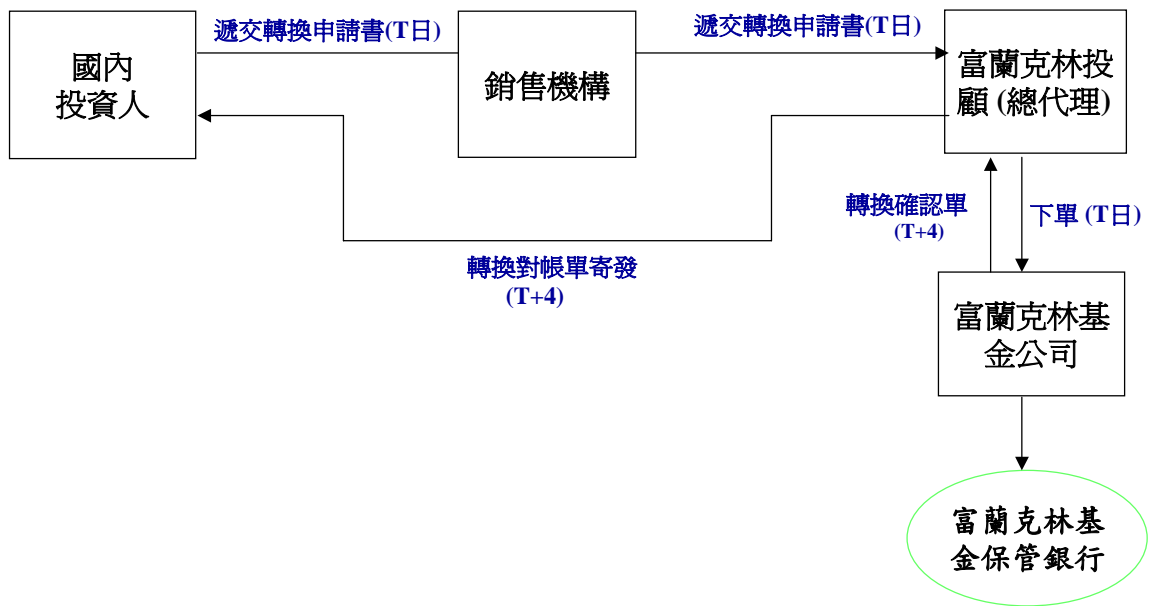 遞交轉換申請書(T日)
遞交轉換申請書(T日)
國內
投資人
銷售機構
富蘭克林投
顧 (總代理)
轉換確認單
(T+4)
下單 (T日)
轉換對帳單寄發
(T+4)
富蘭克林基
金公司
富蘭克林基
金保管銀行